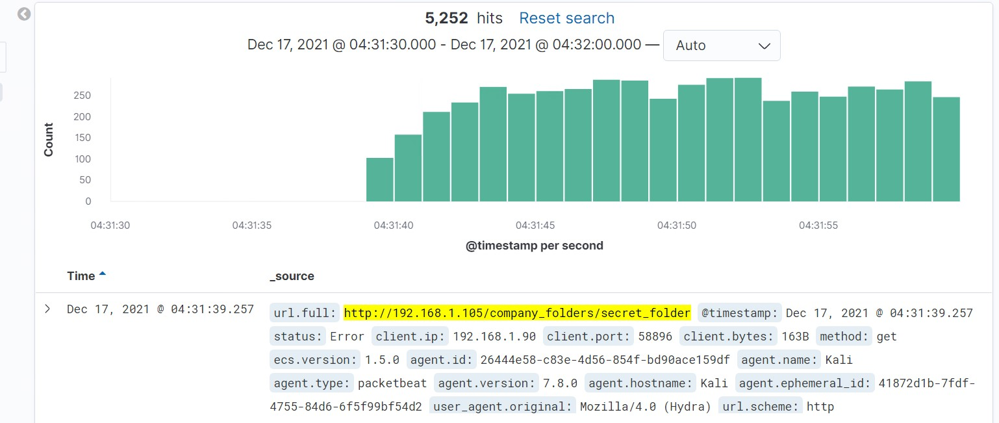 5,252 hits Reset search
Dec 17, 2021 @ 04:31:30.000 - Dec 17, 2021 @ 04:32:00.000 — Auto
250
200
150
100
50
0
Count
04:31:30 04:31:35 04:31:40 04:31:45 04:31:50 04:31:55
@timestamp per second
Time _source
Dec 17, 2021 @ 04:31:39.257 url.full: http://192.168.1.105/company_folders/secret_folder @timestamp: Dec 17, 2021 @ 04:31:39.257
status: Error client.ip: 192.168.1.90 client.port: 58896 client.bytes: 163B method: get
ecs.version: 1.5.0 agent.id: 26444e58-c83e-4d56-854f-bd90ace159df agent.name: Kali
agent.type: packetbeat agent.version: 7.8.0 agent.hostname: Kali agent.ephemeral_id: 41872d1b-7fdf-
4755-84d6-6f5f99bf54d2 user_agent.original: Mozilla/4.0 (Hydra) url.scheme: http